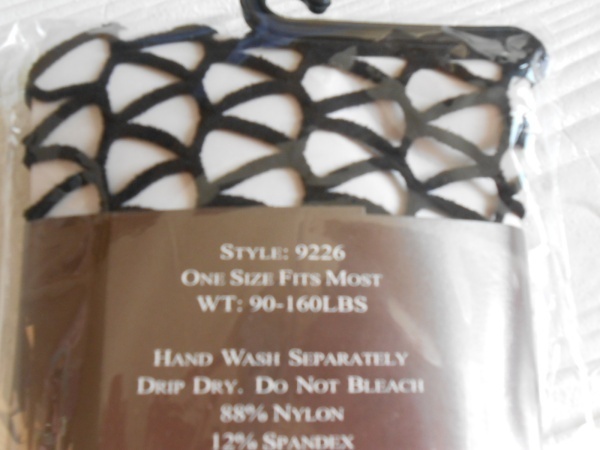 STYLE: 9226
ONE SIZE FITS MOST
WT: 90-160LBS
HAND WASH SEPARATELY
DRIP DRY. DO NOT BLEACH
88% NYLON
12% SPANDEX